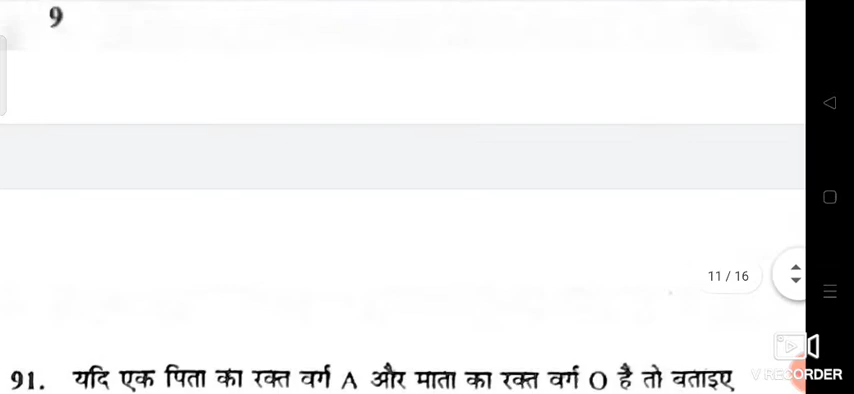 9
11 / 16
91. यदि एक पिता का रक्त वर्ग A और माता का रक्त वर्ग O है तो बताइए
V RECORDER